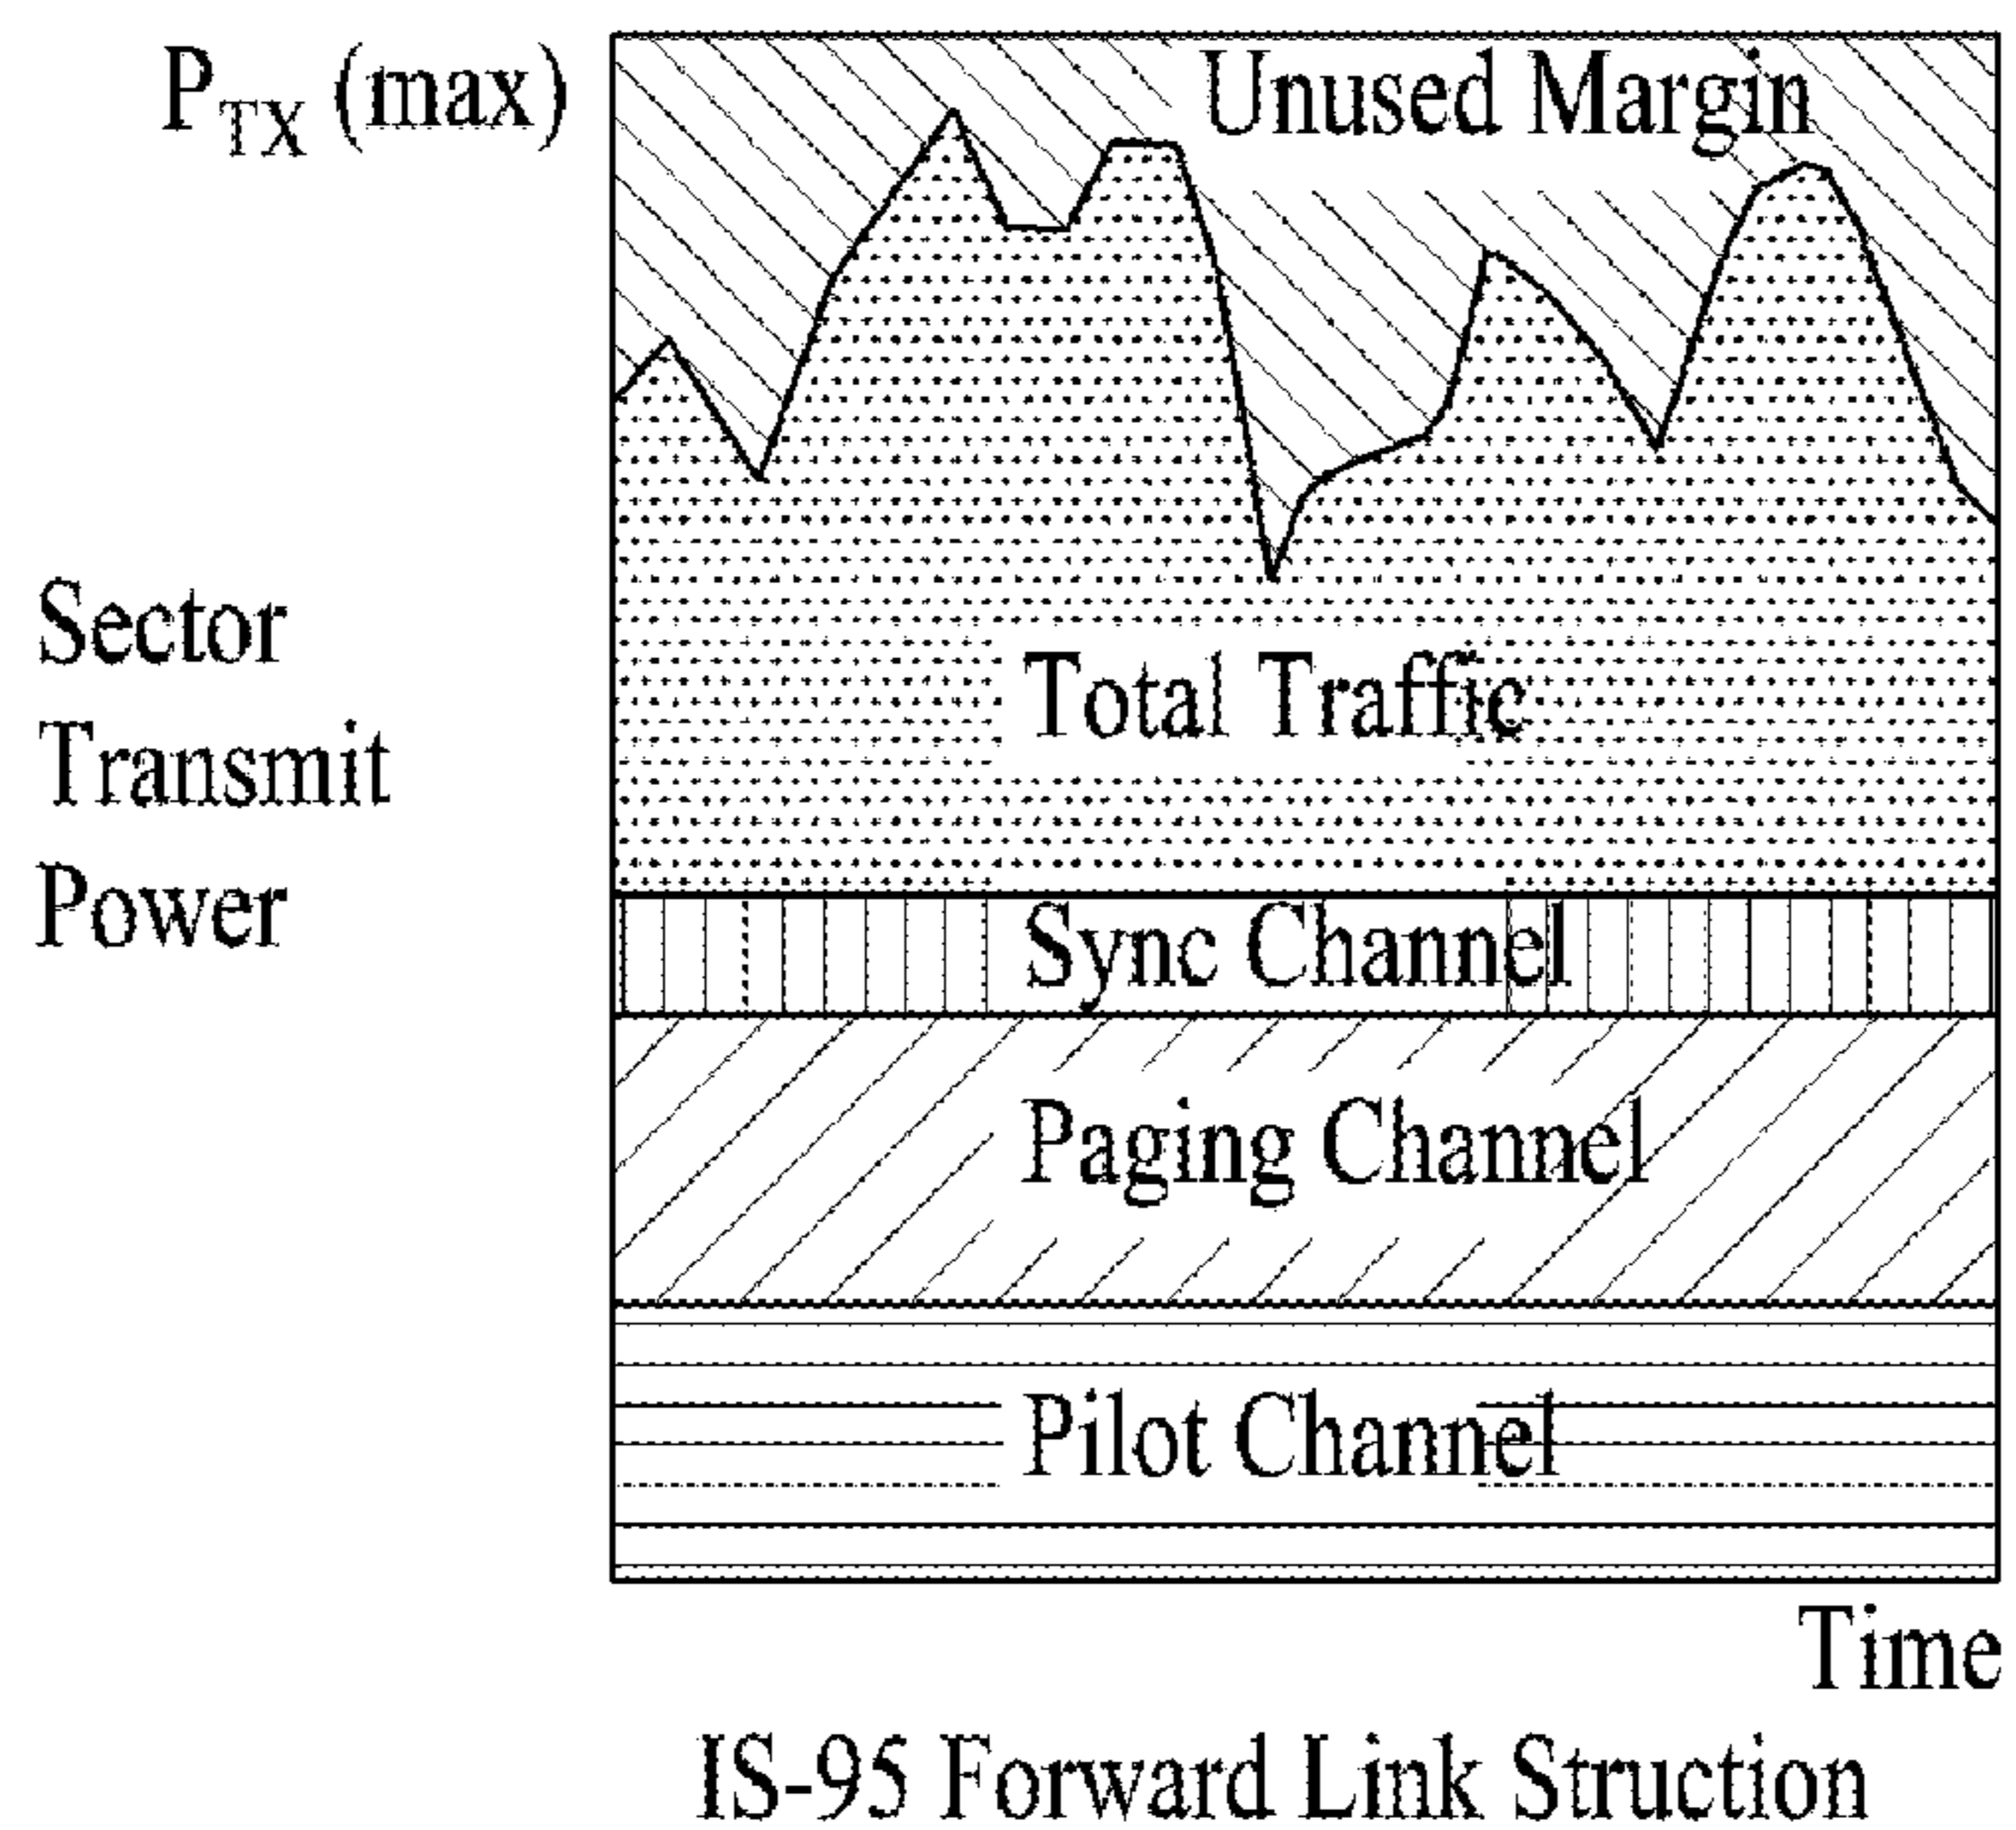 P_TX (max)
Unused Margin
Sector
Transmit
Power
Total Traffic
Sync Channel
Paging Channel
Pilot Channel
Time
IS-95 Forward Link Struction